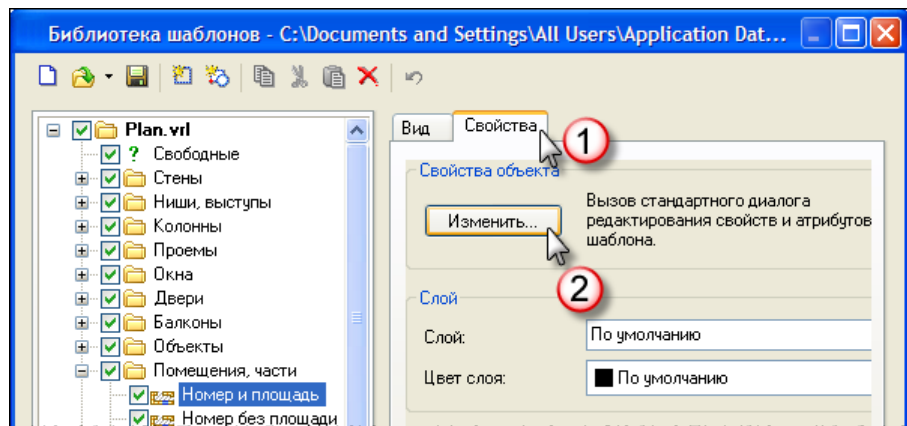 Библиотека шаблонов - C:\Documents and Settings\All Users\Application Dat...
Plan.vrl
? Свободные
Стены
Ниши, выступы
Колонны
Проемы
Окна
Двери
Балконы
Объекты
Помещения, части
Номер и площадь
Номер без площади
Вид
Свойства
1
Свойства объекта
Изменить...
Вызов стандартного диалога
редактирования свойств и атрибутов
шаблона.
2
Слой
Слой:
По умолчанию
Цвет слоя:
По умолчанию